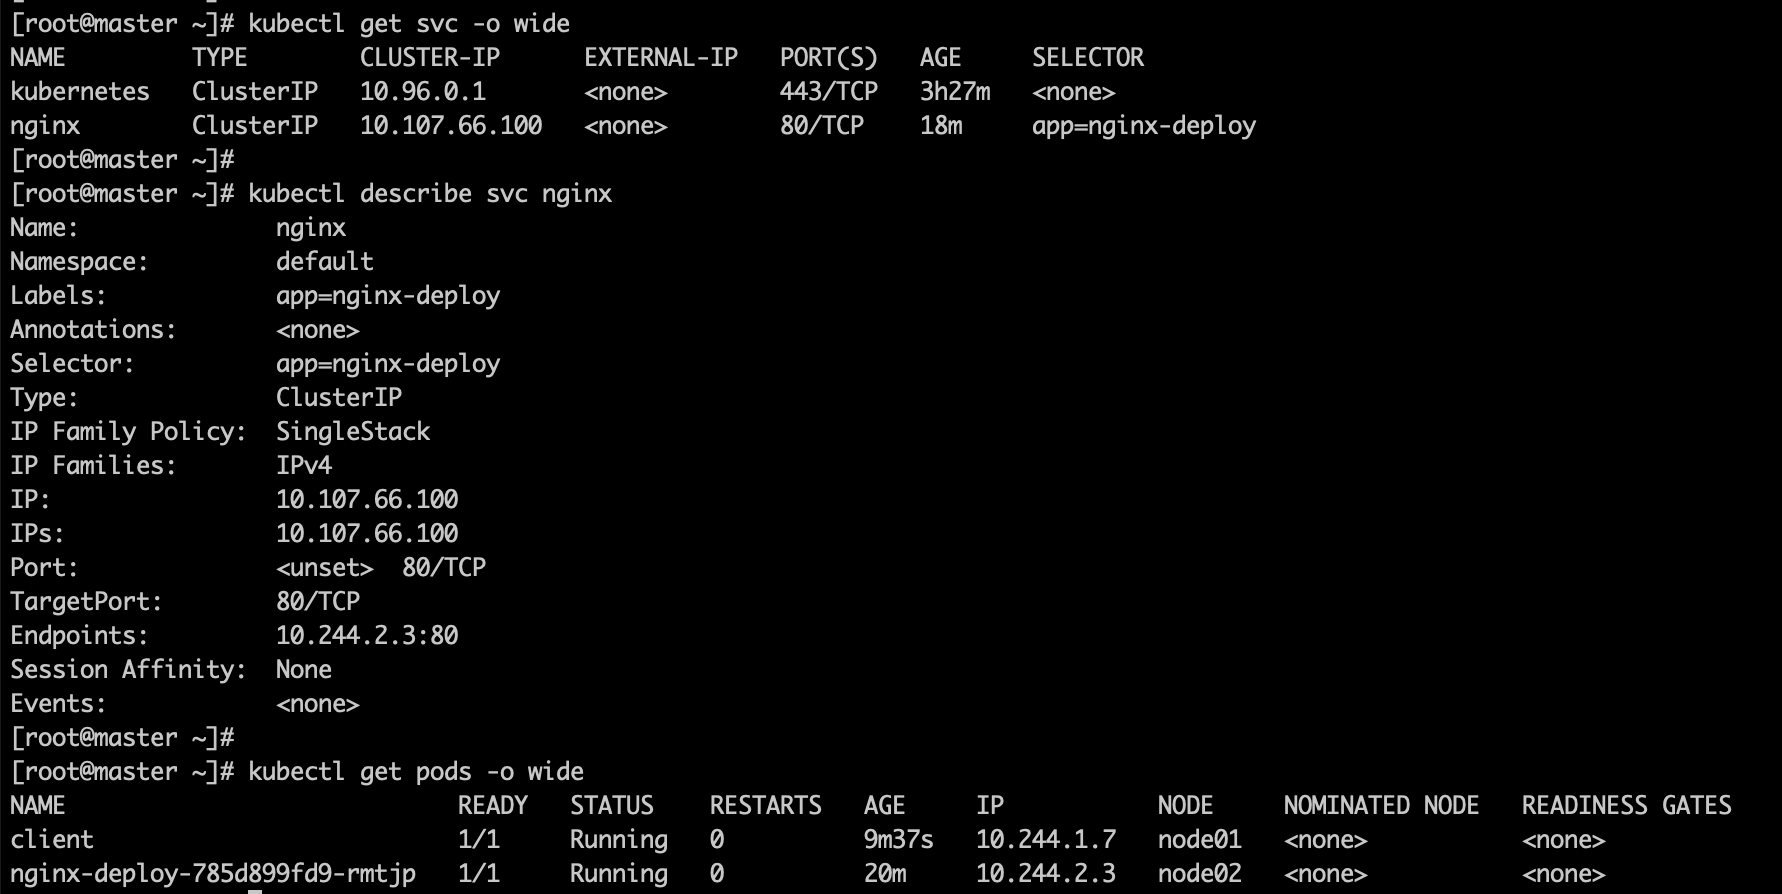 [root@master ~]# kubectl get svc -o wide
NAME         TYPE        CLUSTER-IP      EXTERNAL-IP   PORT(S)   AGE     SELECTOR
kubernetes   ClusterIP   10.96.0.1       <none>        443/TCP   3h27m   <none>
nginx        ClusterIP   10.107.66.100   <none>        80/TCP    18m     app=nginx-deploy
[root@master ~]#
[root@master ~]# kubectl describe svc nginx
Name:              nginx
Namespace:         default
Labels:            app=nginx-deploy
Annotations:       <none>
Selector:          app=nginx-deploy
Type:              ClusterIP
IP Family Policy:  SingleStack
IP Families:       IPv4
IP:                10.107.66.100
IPs:               10.107.66.100
Port:              <unset>  80/TCP
TargetPort:        80/TCP
Endpoints:         10.244.2.3:80
Session Affinity:  None
Events:            <none>
[root@master ~]#
[root@master ~]# kubectl get pods -o wide
NAME                            READY   STATUS    RESTARTS   AGE     IP           NODE     NOMINATED NODE   READINESS GATES
client                          1/1     Running   0          9m37s   10.244.1.7   node01   <none>           <none>
nginx-deploy-785d899fd9-rmtjp   1/1     Running   0          20m     10.244.2.3   node02   <none>           <none>